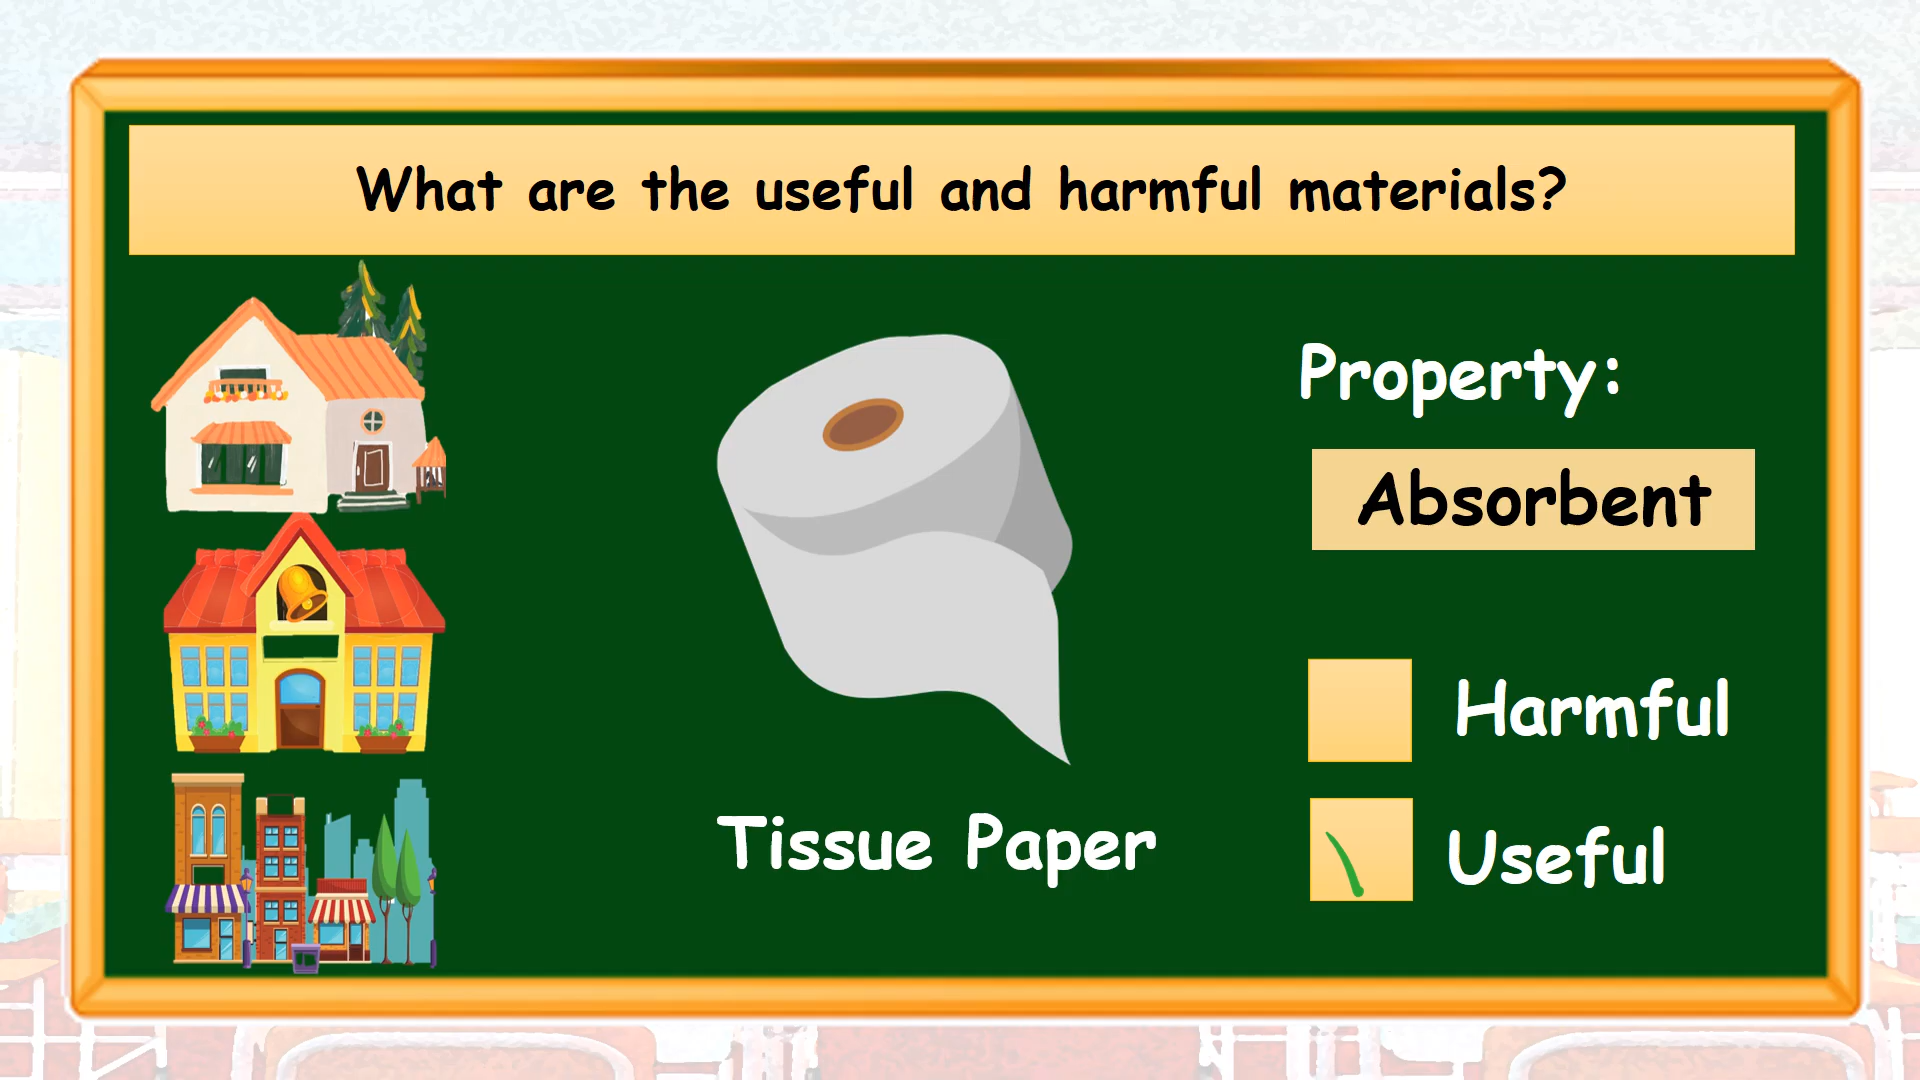 What are the useful and harmful materials?
Property:
Absorbent
Harmful
Useful
Tissue Paper